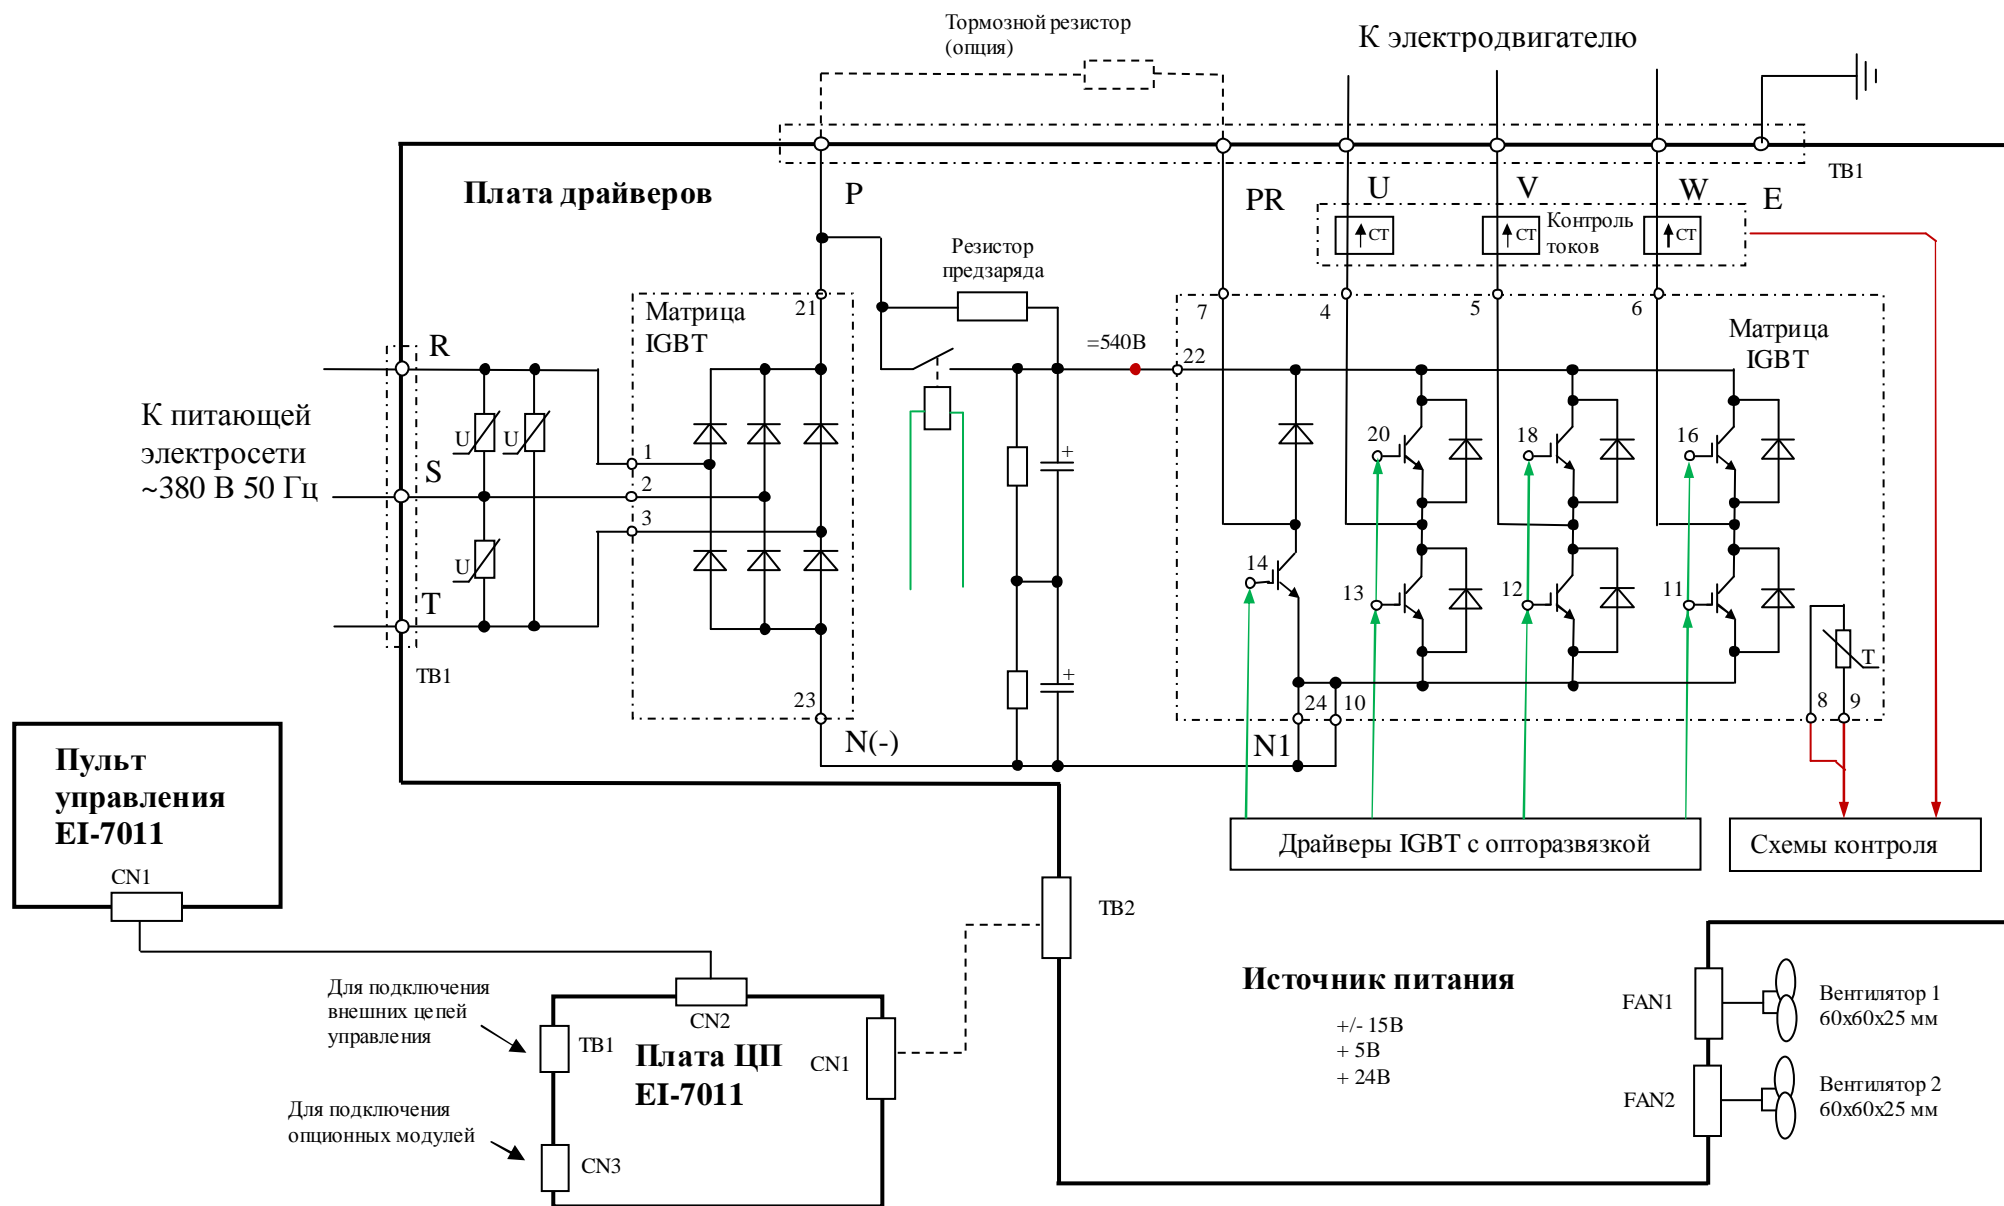 Тормозной резистор
(опция)
К электродвигателю
TB1
Плата драйверов
P
PR
U
V
W
E
CT
CT
CT
Контроль
токов
Резистор
предзаряда
Матрица
IGBT
21
7
4
5
6
Матрица
IGBT
=540В
22
R
S
T
TB1
К питающей
электросети
~380 В 50 Гц
U
U
U
1
2
3
+
+
20
18
16
14
13
12
11
T
8
9
23
24
10
N(-)
N1
Пульт
управления
EI-7011
CN1
Драйверы IGBT с опторазвязкой
Схемы контроля
TB2
Для подключения
внешних цепей
управления
CN2
TB1
Плата ЦП
EI-7011
CN1
Для подключения
опционных модулей
CN3
Источник питания
+/- 15В
+ 5В
+ 24В
FAN1
Вентилятор 1
60х60х25 мм
FAN2
Вентилятор 2
60х60х25 мм